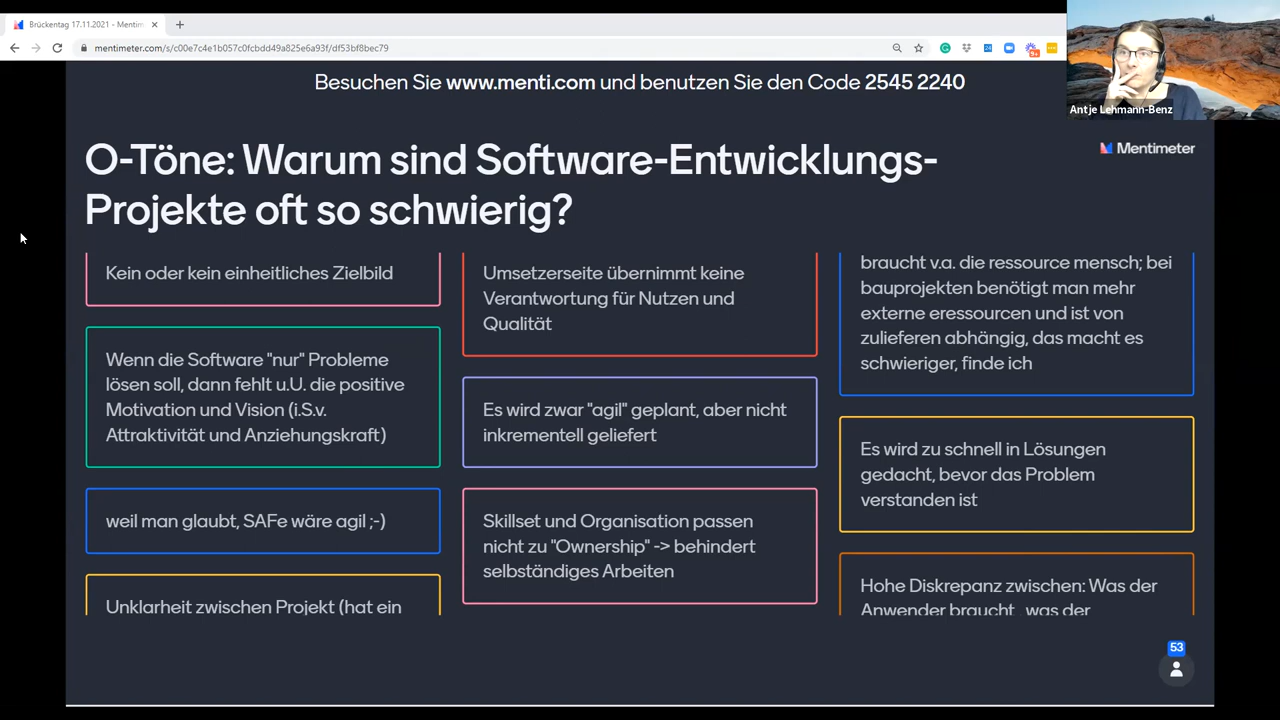 Brückentag 17.11.2021 - Mentim
mentimeter.com/s/c00e7c4e1b057c0fcbdd49a825e6a93f/df53bf8bec79
Antje Lehmann-Benz
Besuchen Sie www.menti.com und benutzen Sie den Code 2545 2240
Mentimeter
O-Töne: Warum sind Software-Entwicklungs-
Projekte oft so schwierig?
Kein oder kein einheitliches Zielbild
Wenn die Software "nur" Probleme
lösen soll, dann fehlt u.U. die positive
Motivation und Vision (i.S.v.
Attraktivität und Anziehungskraft)
weil man glaubt, SAFe wäre agil ;-)
Unklarheit zwischen Projekt (hat ein
Umsetzerseite übernimmt keine
Verantwortung für Nutzen und
Qualität
Es wird zwar "agil" geplant, aber nicht
inkrementell geliefert
Skillset und Organisation passen
nicht zu "Ownership" -> behindert
selbständiges Arbeiten
braucht v.a. die ressource mensch; bei
bauprojekten benötigt man mehr
externe eressourcen und ist von
zulieferen abhängig, das macht es
schwieriger, finde ich
Es wird zu schnell in Lösungen
gedacht, bevor das Problem
verstanden ist
Hohe Diskrepanz zwischen: Was der
Anwender braucht, was der
53